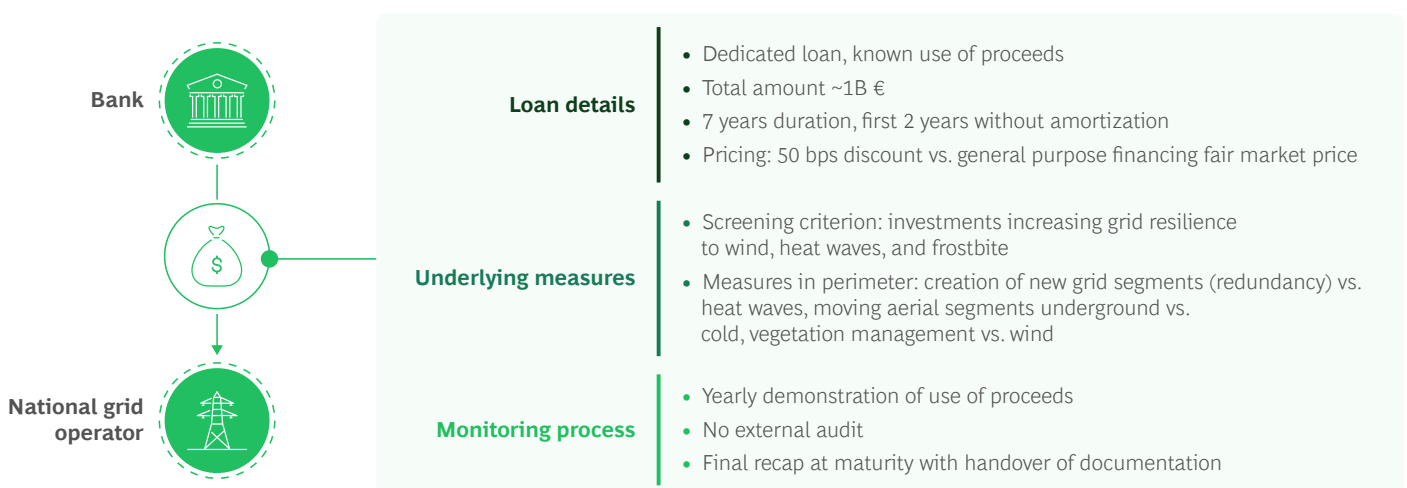 Bank
$
National grid
operator
Loan details
• Dedicated loan, known use of proceeds
• Total amount ~1B €
• 7 years duration, first 2 years without amortization
• Pricing: 50 bps discount vs. general purpose financing fair market price
Underlying measures
• Screening criterion: investments increasing grid resilience
to wind, heat waves, and frostbite
• Measures in perimeter: creation of new grid segments (redundancy) vs.
heat waves, moving aerial segments underground vs.
cold, vegetation management vs. wind
Monitoring process
• Yearly demonstration of use of proceeds
• No external audit
• Final recap at maturity with handover of documentation